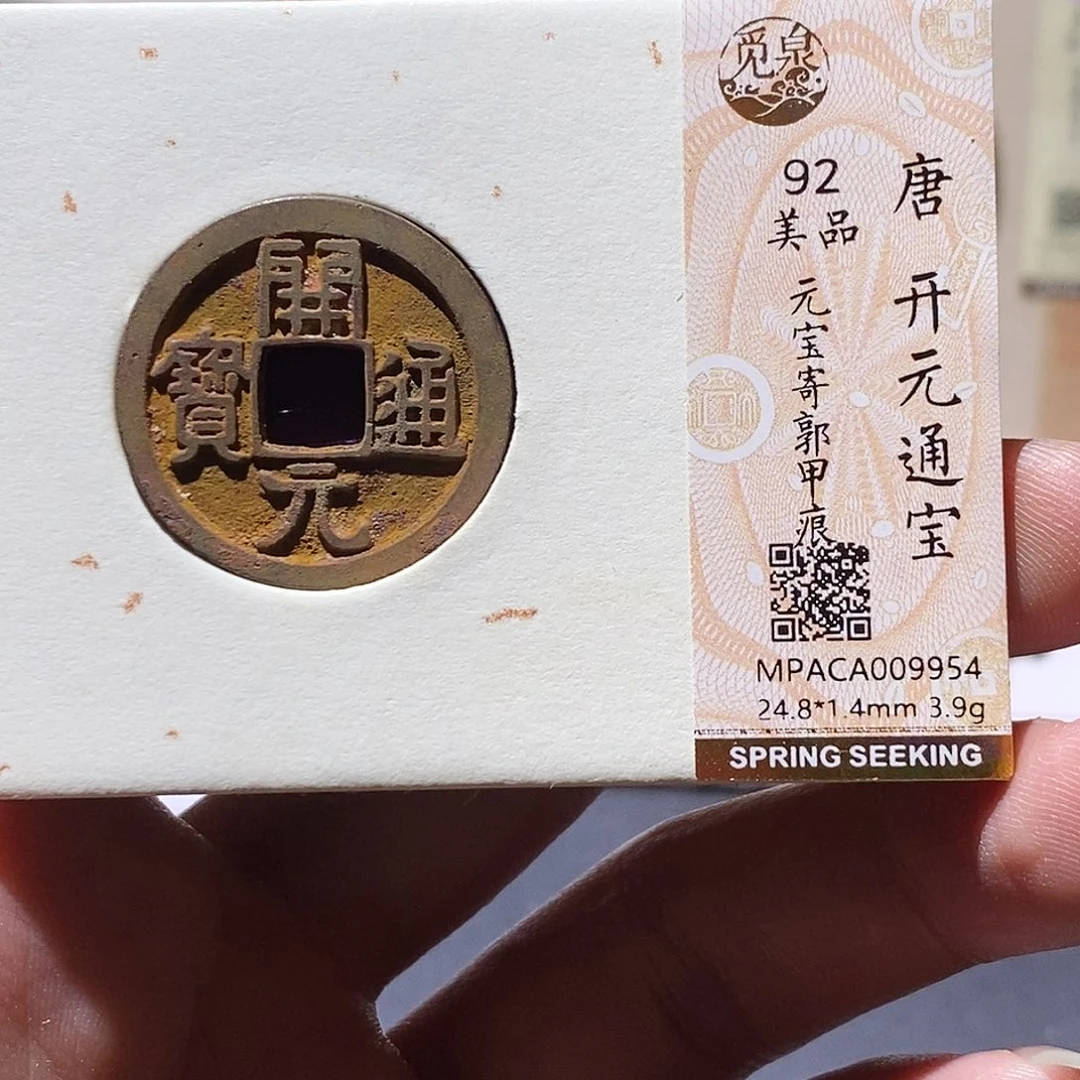 開
元
通
寶
觅泉
唐 开元通宝
92
美品
元宝寄郭甲痕
MPACA009954
24.8*1.4mm 3.9g
SPRING SEEKING